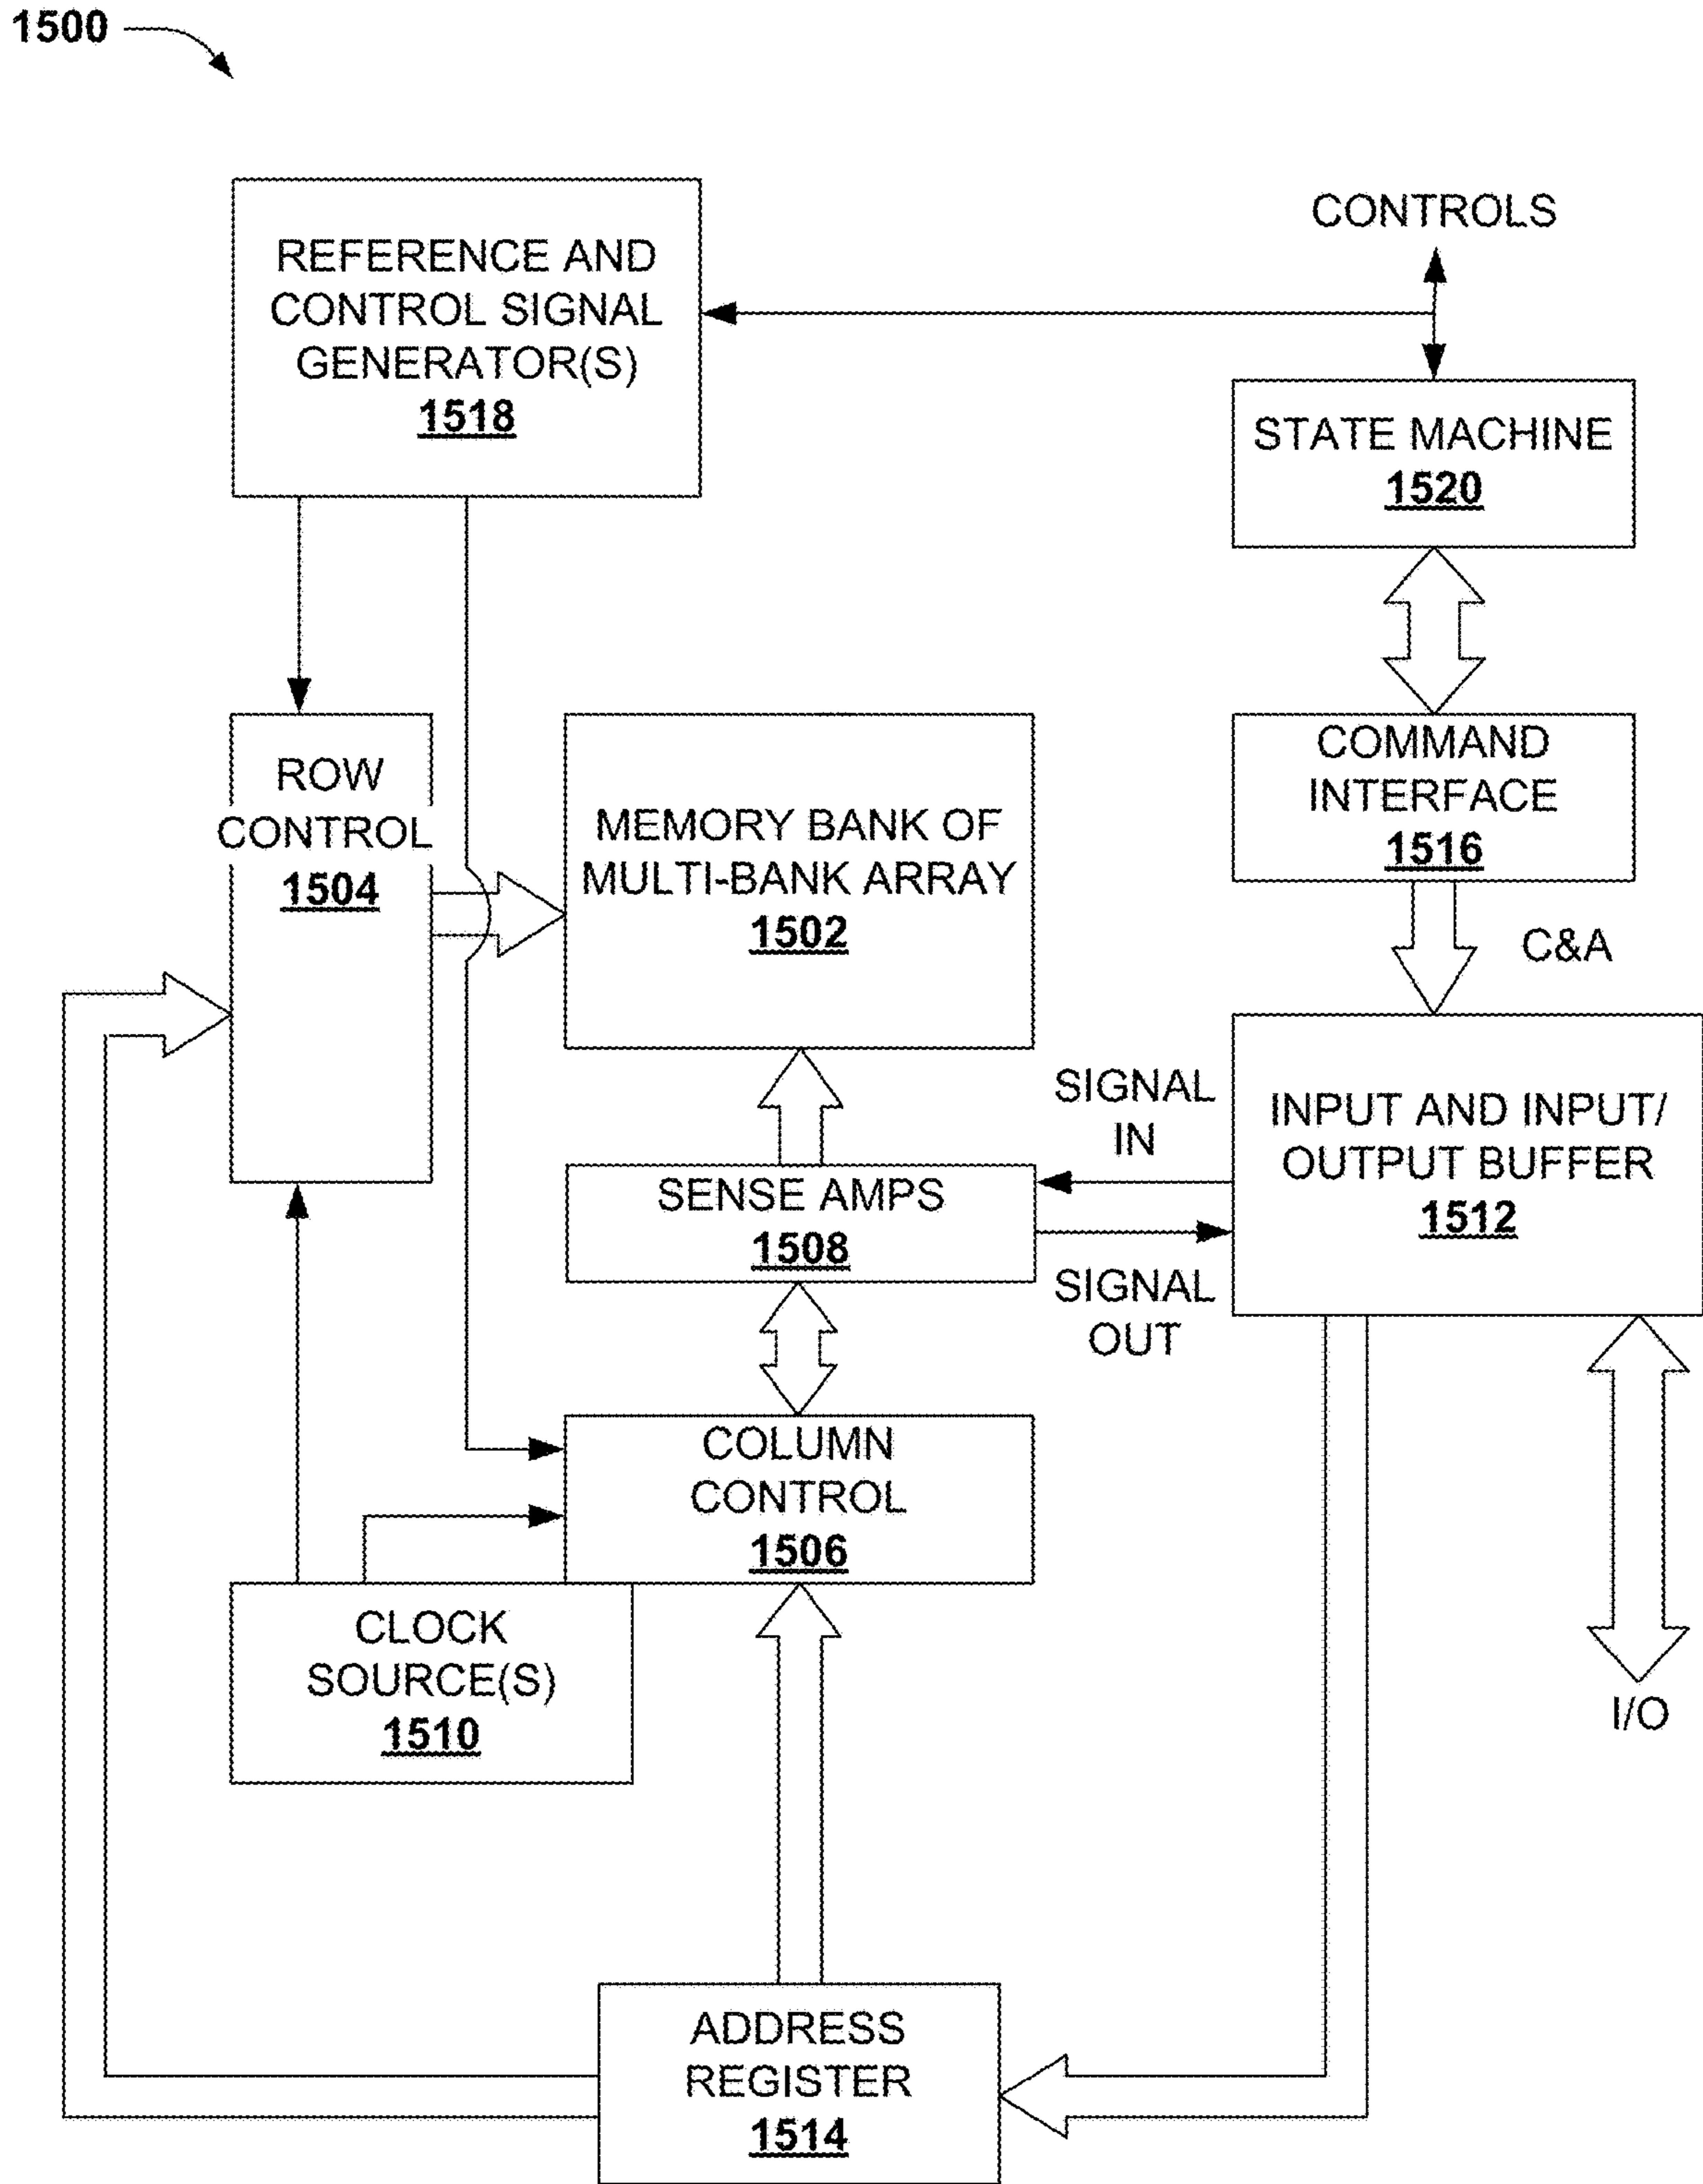 1500
REFERENCE AND
CONTROL SIGNAL
GENERATOR(S)
1518
CONTROLS
STATE MACHINE
1520
ROW
CONTROL
1504
MEMORY BANK OF
MULTI-BANK ARRAY
1502
COMMAND
INTERFACE
1516
C&A
SIGNAL
IN
INPUT AND INPUT/
OUTPUT BUFFER
1512
SENSE AMPS
1508
SIGNAL
OUT
COLUMN
CONTROL
1506
CLOCK
SOURCE(S)
1510
I/O
ADDRESS
REGISTER
1514